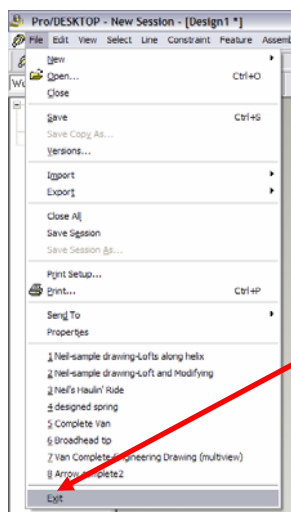 Pro/DESKTOP - New Session - [Design1 *]
File Edit View Select Line Constraint Feature Assemb
New
Open... Ctrl+O
Close
Save Ctrl+S
Save Copy As...
Versions...
Import
Export
Close All
Save Session
Save Session As...
Print Setup...
Print... Ctrl+P
Send To
Properties
1 Neil-sample drawing-Lofts along helix
2 Neil-sample drawing-Loft and Modifying
3 Neil's Haulin' Ride
4 designed spring
5 Complete Van
6 Broadhead tip
7 Van Complete Engineering Drawing (multiview)
8 Arrow complete2
Exit